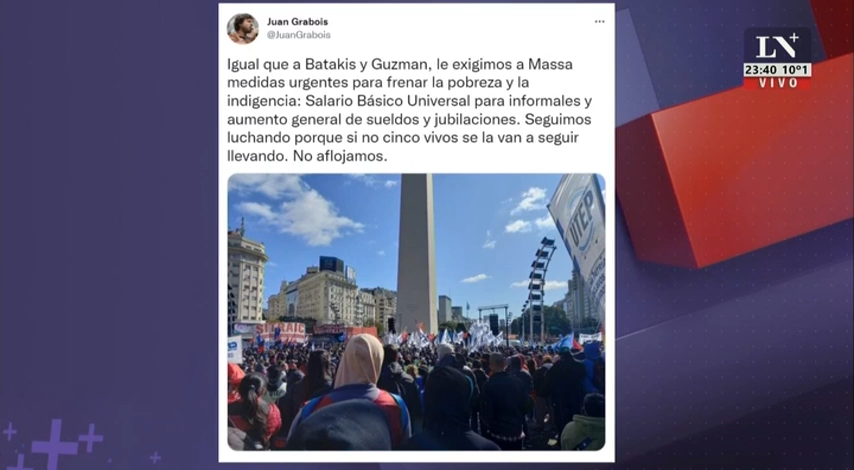 Juan Grabois
@JuanGrabois
Igual que a Batakis y Guzman, le exigimos a Massa
medidas urgentes para frenar la pobreza y la
indigencia: Salario Básico Universal para informales y
aumento general de sueldos y jubilaciones. Seguimos
luchando porque si no cinco vivos se la van a seguir
llevando. No aflojamos.
UTEP
LN+
23:40 10º1
VIVO